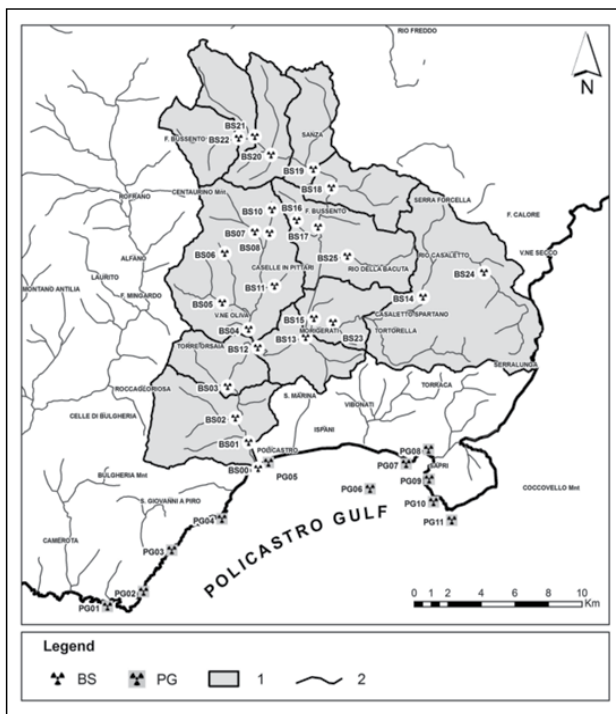 RIO FREDDO
N
BS21
BS22
F. BUSSENTO
SANZA
BS20
BS19
BS18
CENTAURINO Mnt
ROFRANO
SERRA FORCELLA
BS16
BS10
F. BUSSENTO
F. CALORE
BS07
BS17
BS08
ALFANO
BS06
RIO CASALETTO
V.NE SECCO
CASELLE IN PITTARI
BS25
RIO DELLA BACUTA
BS24
LAURITO
MONTANO ANTILIA
F. MINGARDO
BS11
BS14
BS05
V.NE OLIVA
CASALETTO SPARTANO
BS15
BS04
MORIGERATI
TORTORELLA
BS13
BS23
TORRE ORSAIA
BS12
SERRALUNGA
ROCCAGLORIOSA
BS03
TORRACA
S. MARINA
VIBONATI
CELLE DI BULGHERIA
BS02
ISPANI
BS01
POLICASTRO
PG08
BS00
PG05
PG07
SAPRI
BULGHERIA Mnt
PG09
PG06
COCCOVELLO Mnt
S. GIOVANNI A PIRO
PG10
PG04
PG11
POLICASTRO GULF
CAMEROTA
PG03
PG02
PG01
0 1 2 4 6 8 10
Km
Legend
BS PG 1 2